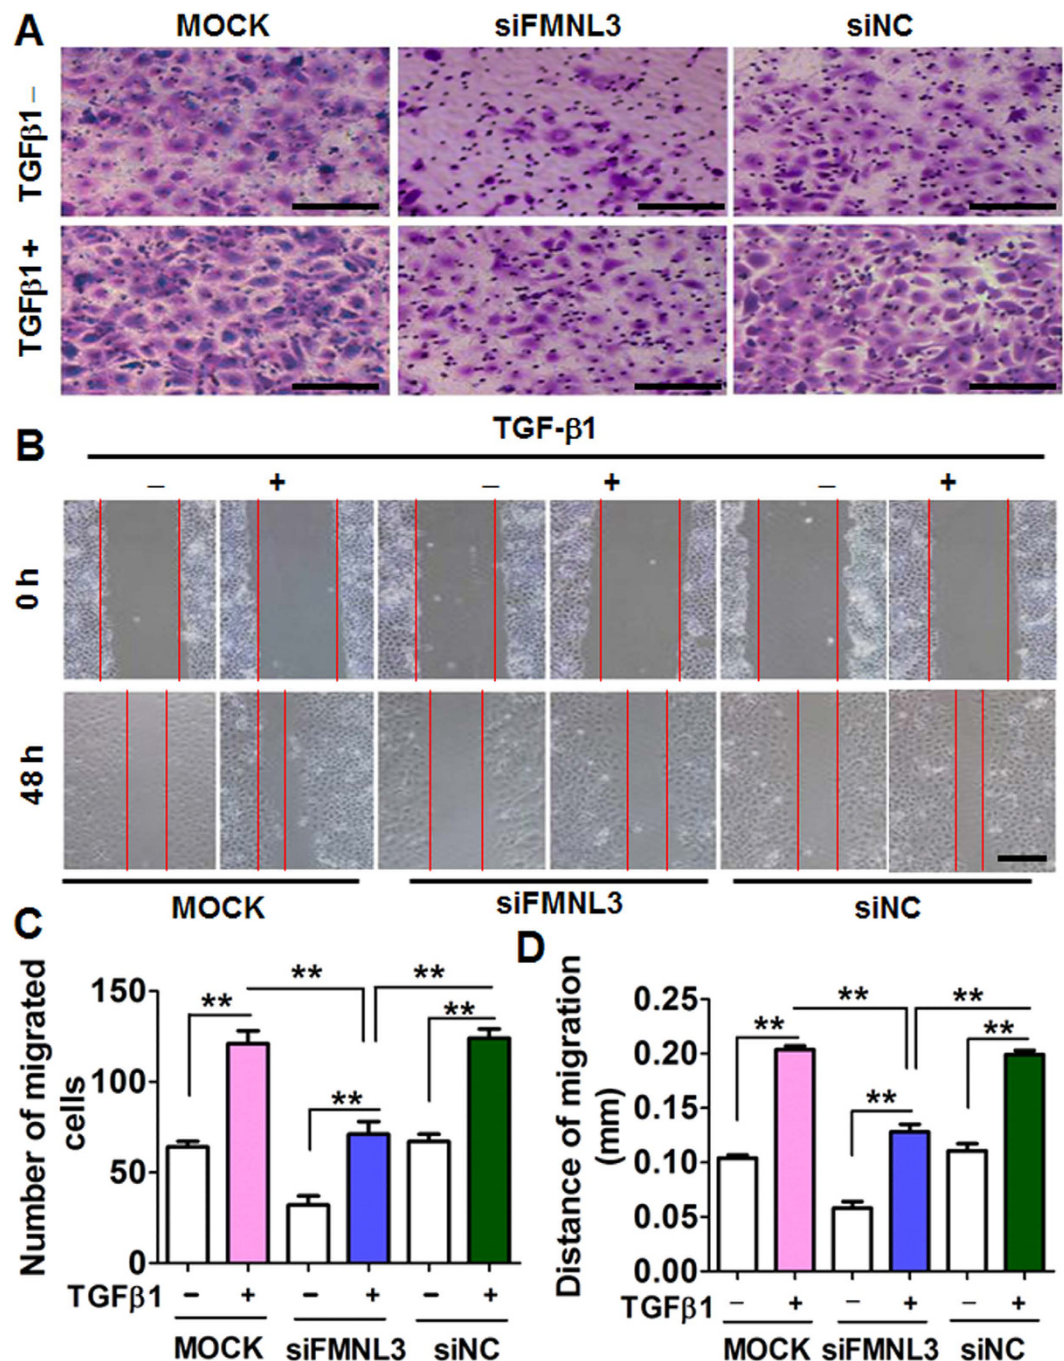 A
MOCK
siFMNL3
siNC
TGFβ1 –
TGFβ1 +
B
TGF-β1
– + – + – +
0 h
48 h
MOCK
siFMNL3
siNC
C
Number of migrated
cells
150
100
50
0
** ** ** ** **
TGFβ1 – + – + – +
MOCK
siFMNL3
siNC
D
Distance of migration
(mm)
0.25
0.20
0.15
0.10
0.05
0.00
** ** ** ** **
TGFβ1 – + – + – +
MOCK
siFMNL3
siNC